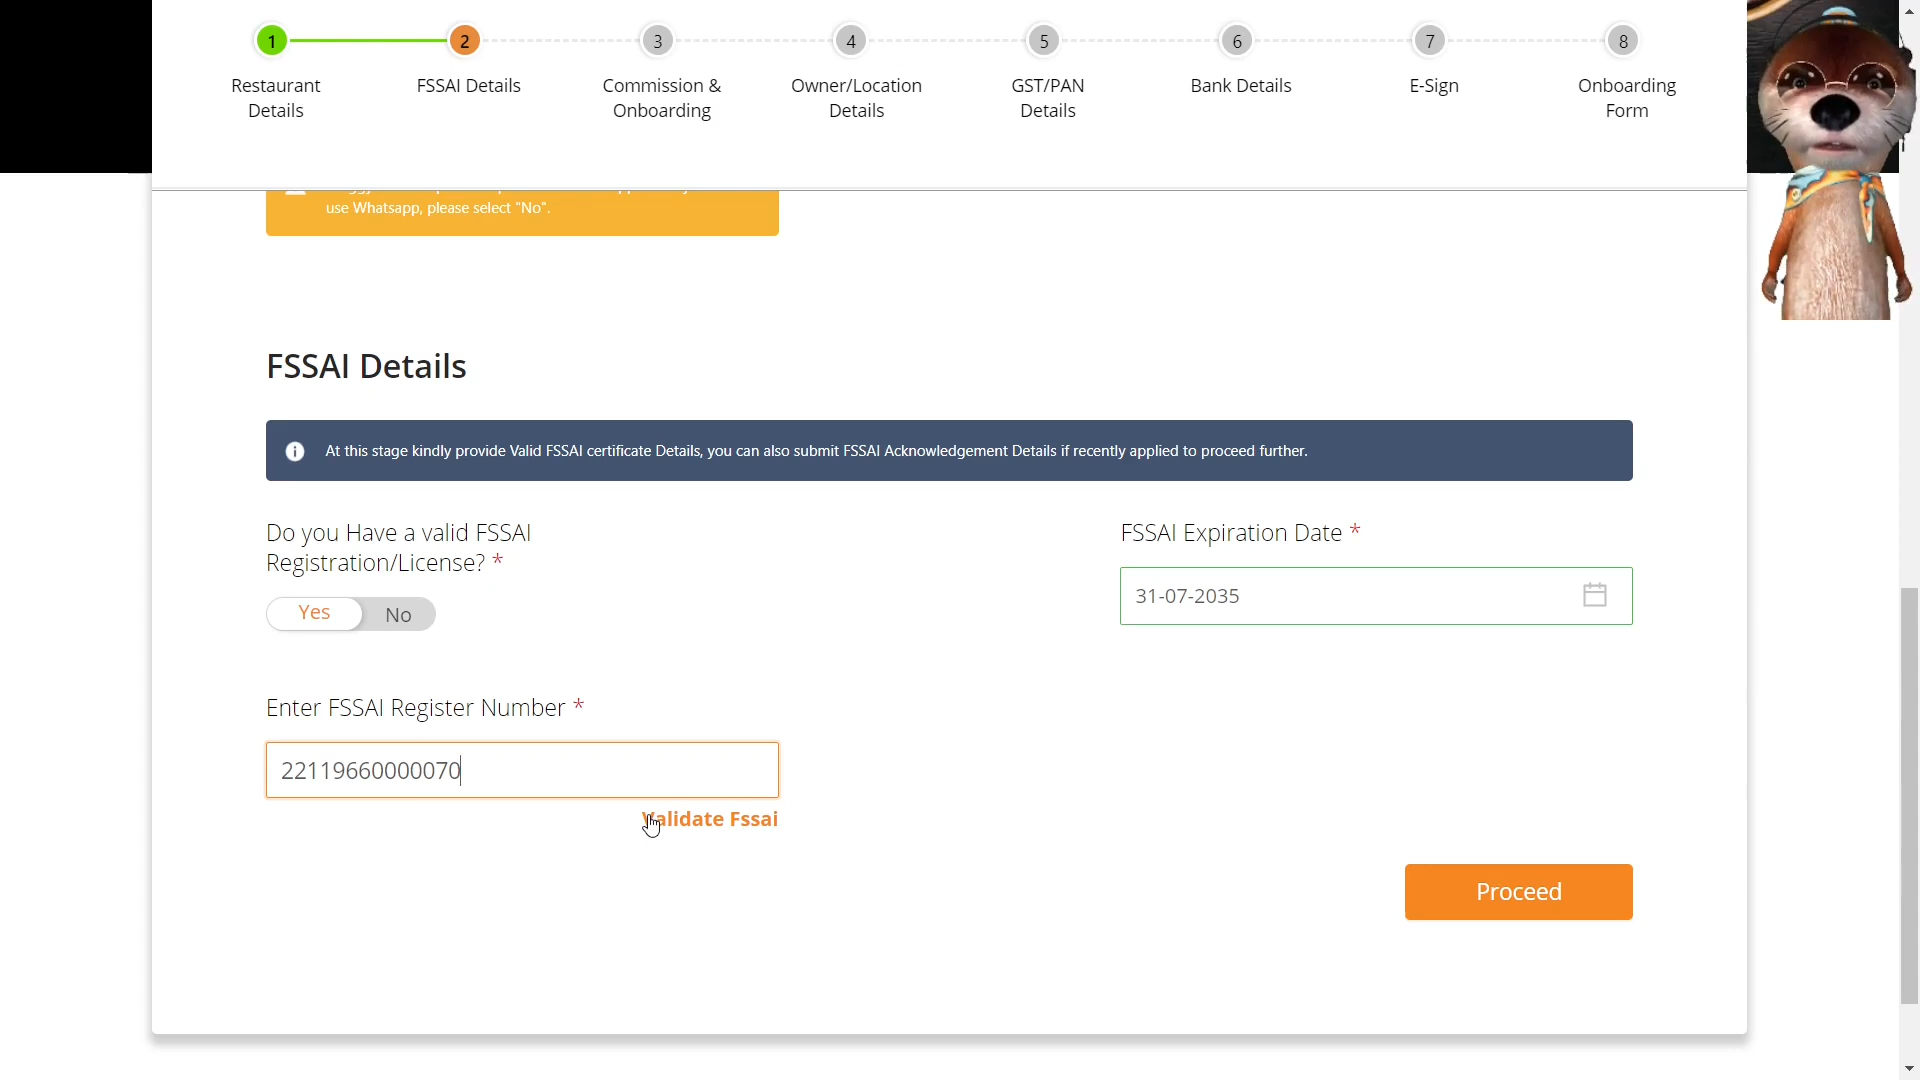 1 2 3 4 5 6 7 8
Restaurant Details
FSSAI Details
Commission & Onboarding
Owner/Location Details
GST/PAN Details
Bank Details
E-Sign
Onboarding Form
use Whatsapp, please select "No".
FSSAI Details
At this stage kindly provide Valid FSSAI certificate Details, you can also submit FSSAI Acknowledgement Details if recently applied to proceed further.
Do you Have a valid FSSAI
Registration/License? *
Yes No
FSSAI Expiration Date *
31-07-2035
Enter FSSAI Register Number *
22119660000070
Validate Fssai
Proceed